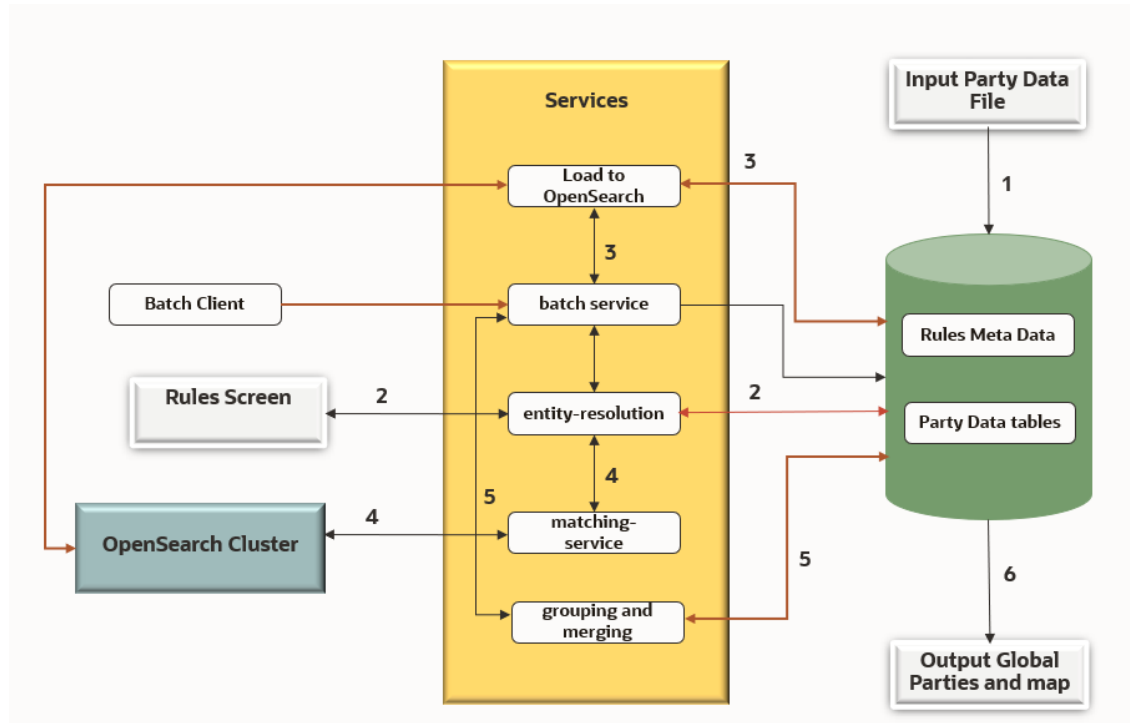 Services
Input Party Data
File
1
Load to
OpenSearch
3
3
Batch Client
batch service
Rules Meta Data
Rules Screen
2
entity-resolution
2
Party Data tables
4
5
OpenSearch Cluster
4
matching-
service
5
grouping and
merging
6
Output Global
Parties and map